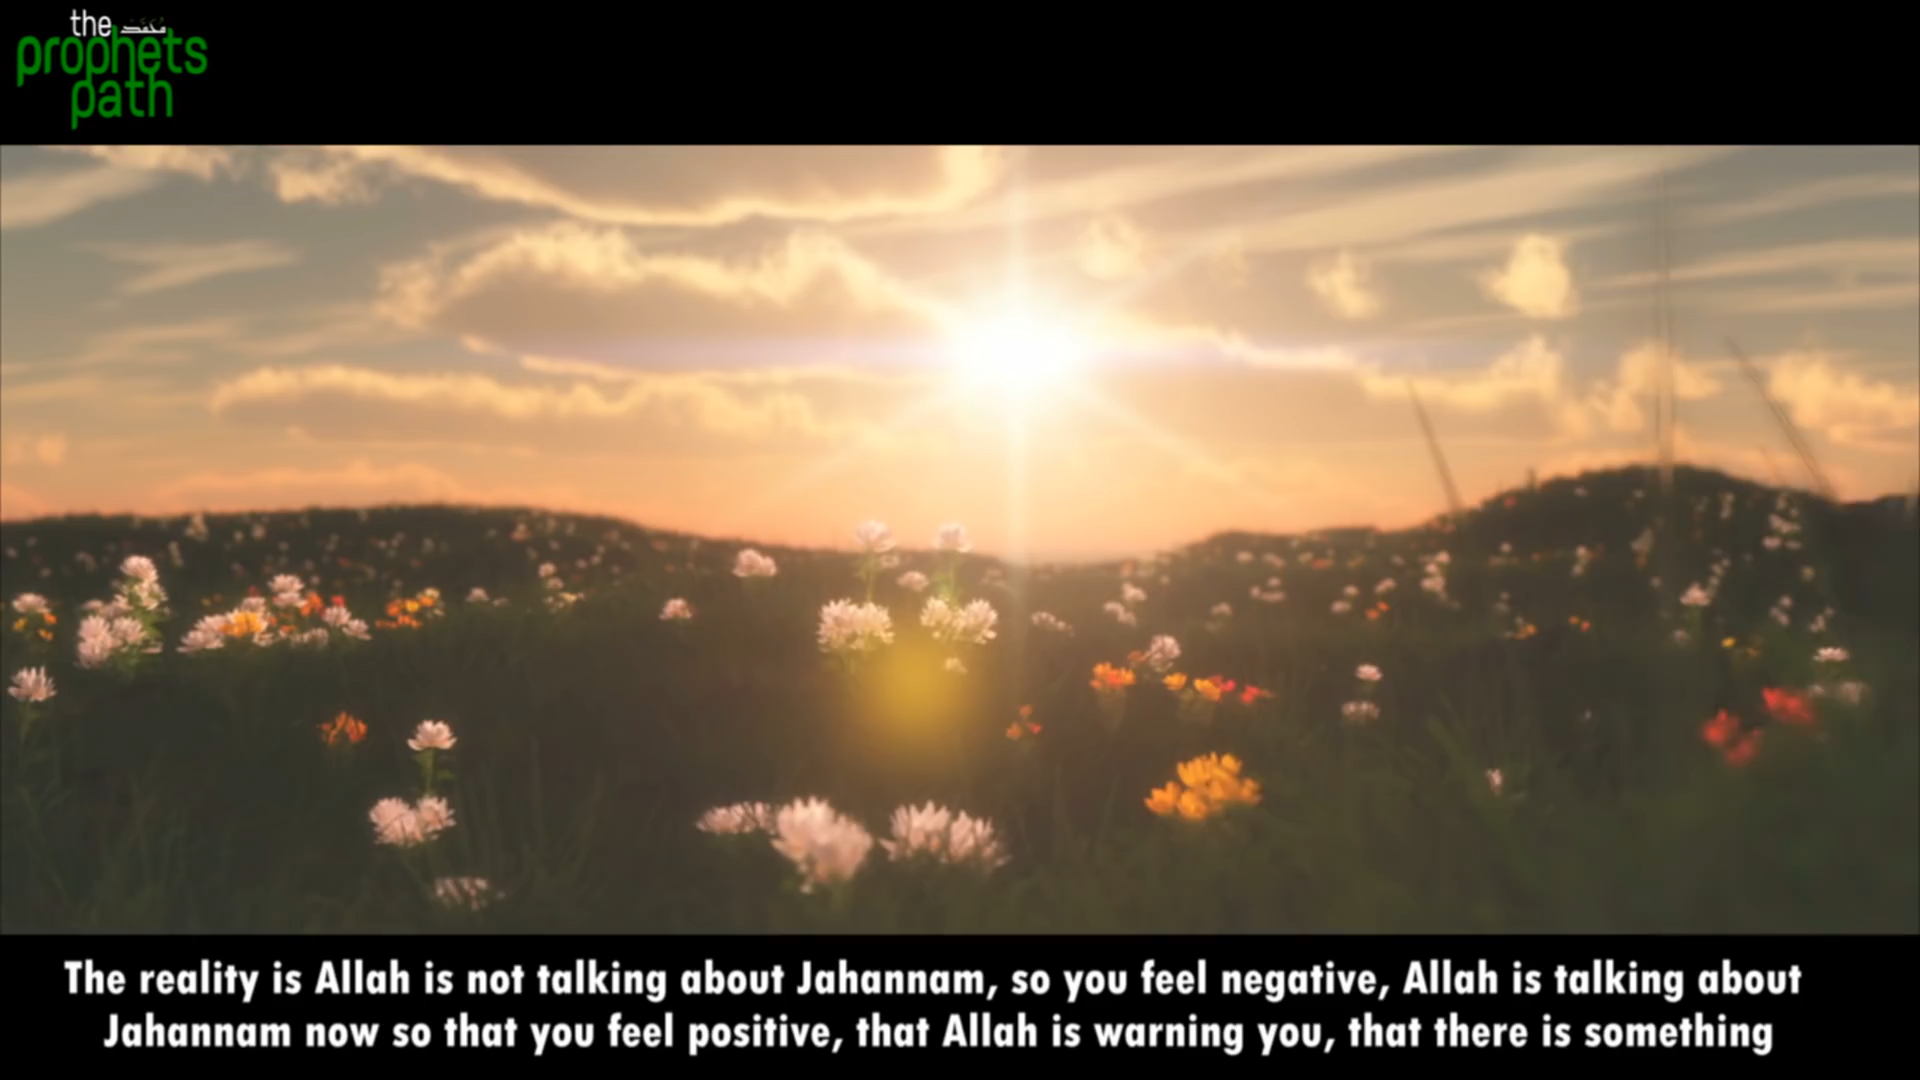 the محمد
prophets
path
The reality is Allah is not talking about Jahannam, so you feel negative, Allah is talking about
Jahannam now so that you feel positive, that Allah is warning you, that there is something